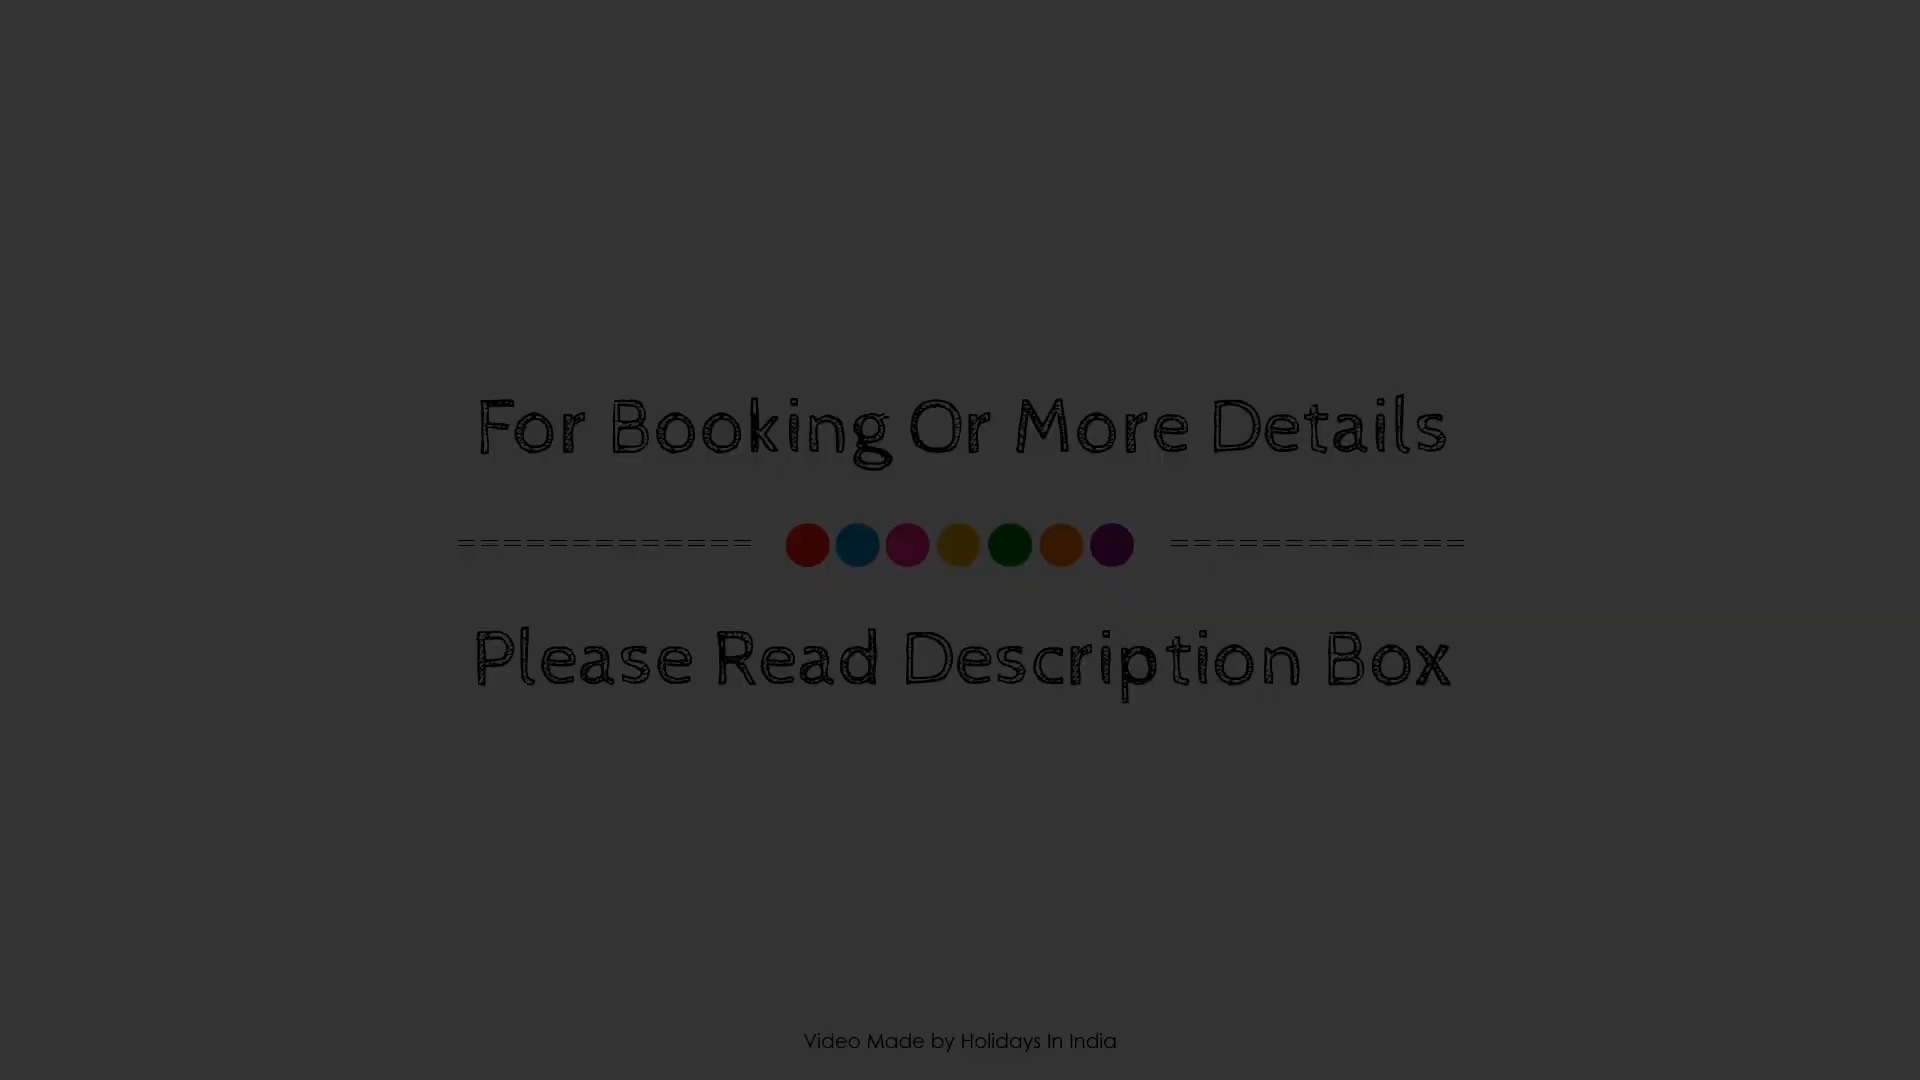 For Booking Or More Details
============= =============
Please Read Description Box
Video Made by Holidays In India